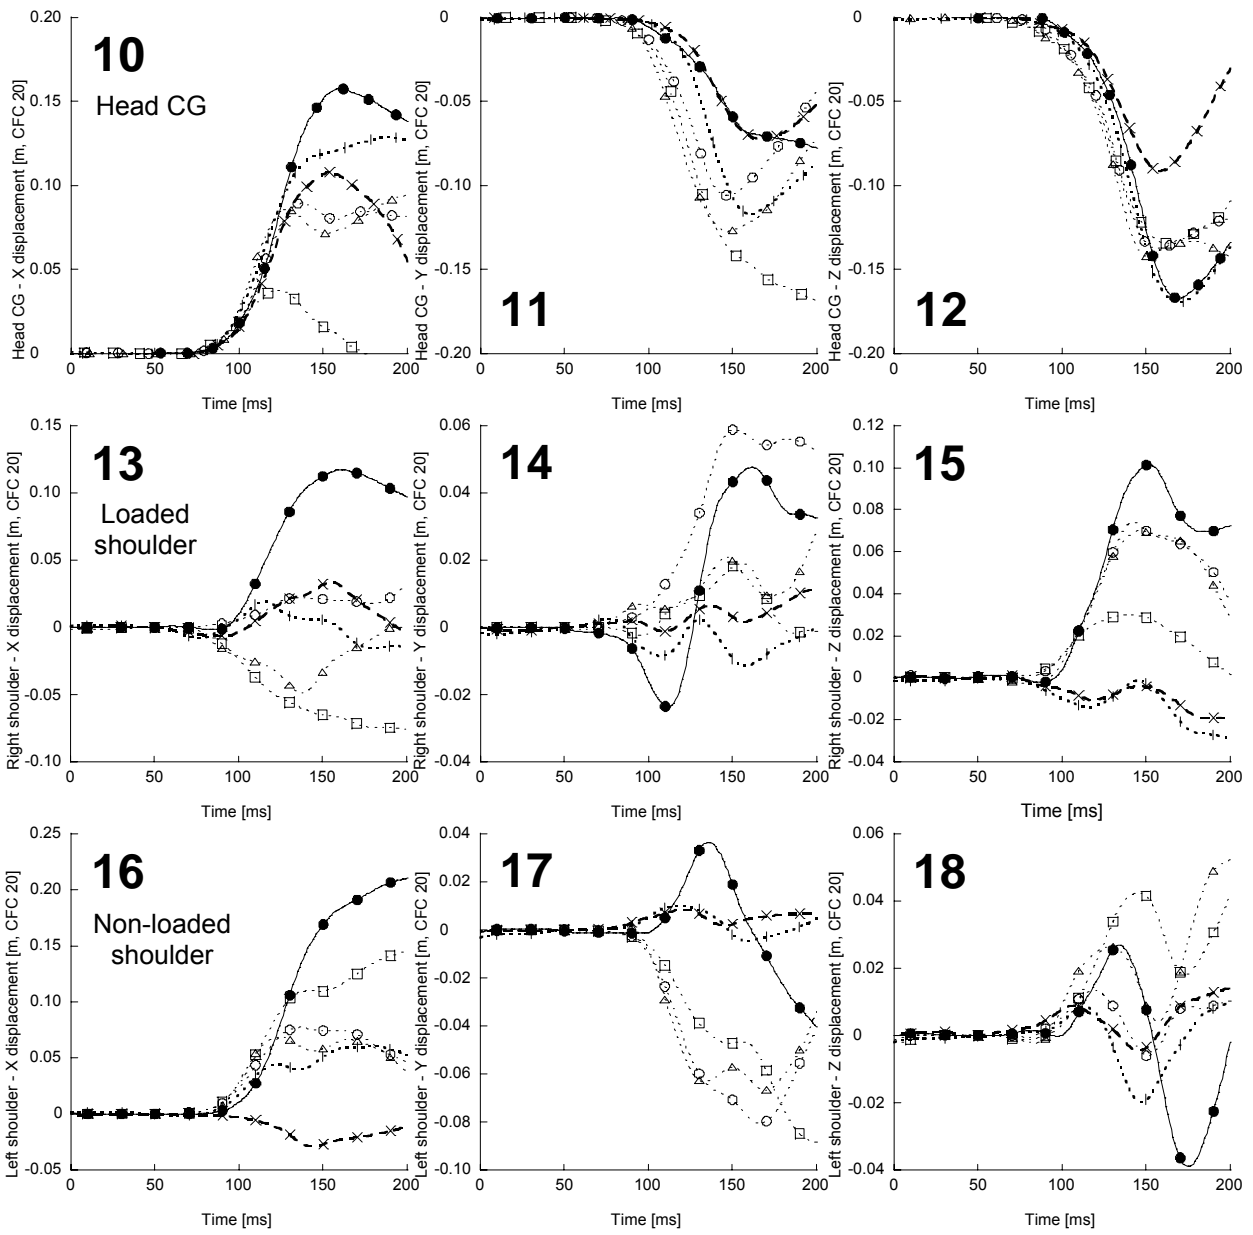 0.20
0.15
0.10
0.05
0
0 50 100 150 200
Time [ms]
Head CG - X displacement [m, CFC 20]
10
Head CG
0
-0.05
-0.10
-0.15
-0.20
0 50 100 150 200
Time [ms]
Head CG - Y displacement [m, CFC 20]
11
0
-0.05
-0.10
-0.15
-0.20
0 50 100 150 200
Time [ms]
Head CG - Z displacement [m, CFC 20]
12
0.15
0.10
0.05
0
-0.05
-0.10
0 50 100 150 200
Time [ms]
Right shoulder - X displacement [m, CFC 20]
13
Loaded
shoulder
0.06
0.04
0.02
0
-0.02
-0.04
0 50 100 150 200
Time [ms]
Right shoulder - Y displacement [m, CFC 20]
14
0.12
0.10
0.08
0.06
0.04
0.02
0
-0.02
-0.04
0 50 100 150 200
Time [ms]
Right shoulder - Z displacement [m, CFC 20]
15
0.25
0.20
0.15
0.10
0.05
0
-0.05
0 50 100 150 200
Time [ms]
Left shoulder - X displacement [m, CFC 20]
16
Non-loaded
shoulder
0.04
0.02
0
-0.02
-0.04
-0.06
-0.08
-0.10
0 50 100 150 200
Time [ms]
Left shoulder - Y displacement [m, CFC 20]
17
0.06
0.04
0.02
0
-0.02
-0.04
0 50 100 150 200
Time [ms]
Left shoulder - Z displacement [m, CFC 20]
18